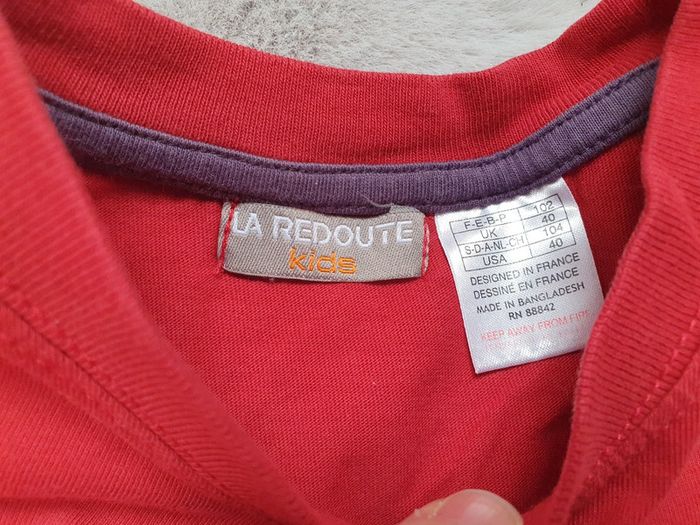 LA REDOUTE
kids
F-E-B-P 102
UK 40
S-D-A-NL-CH 104
USA 40
DESIGNED IN FRANCE
DESSINÉ EN FRANCE
MADE IN BANGLADESH
RN 88842
KEEP AWAY FROM FIRE